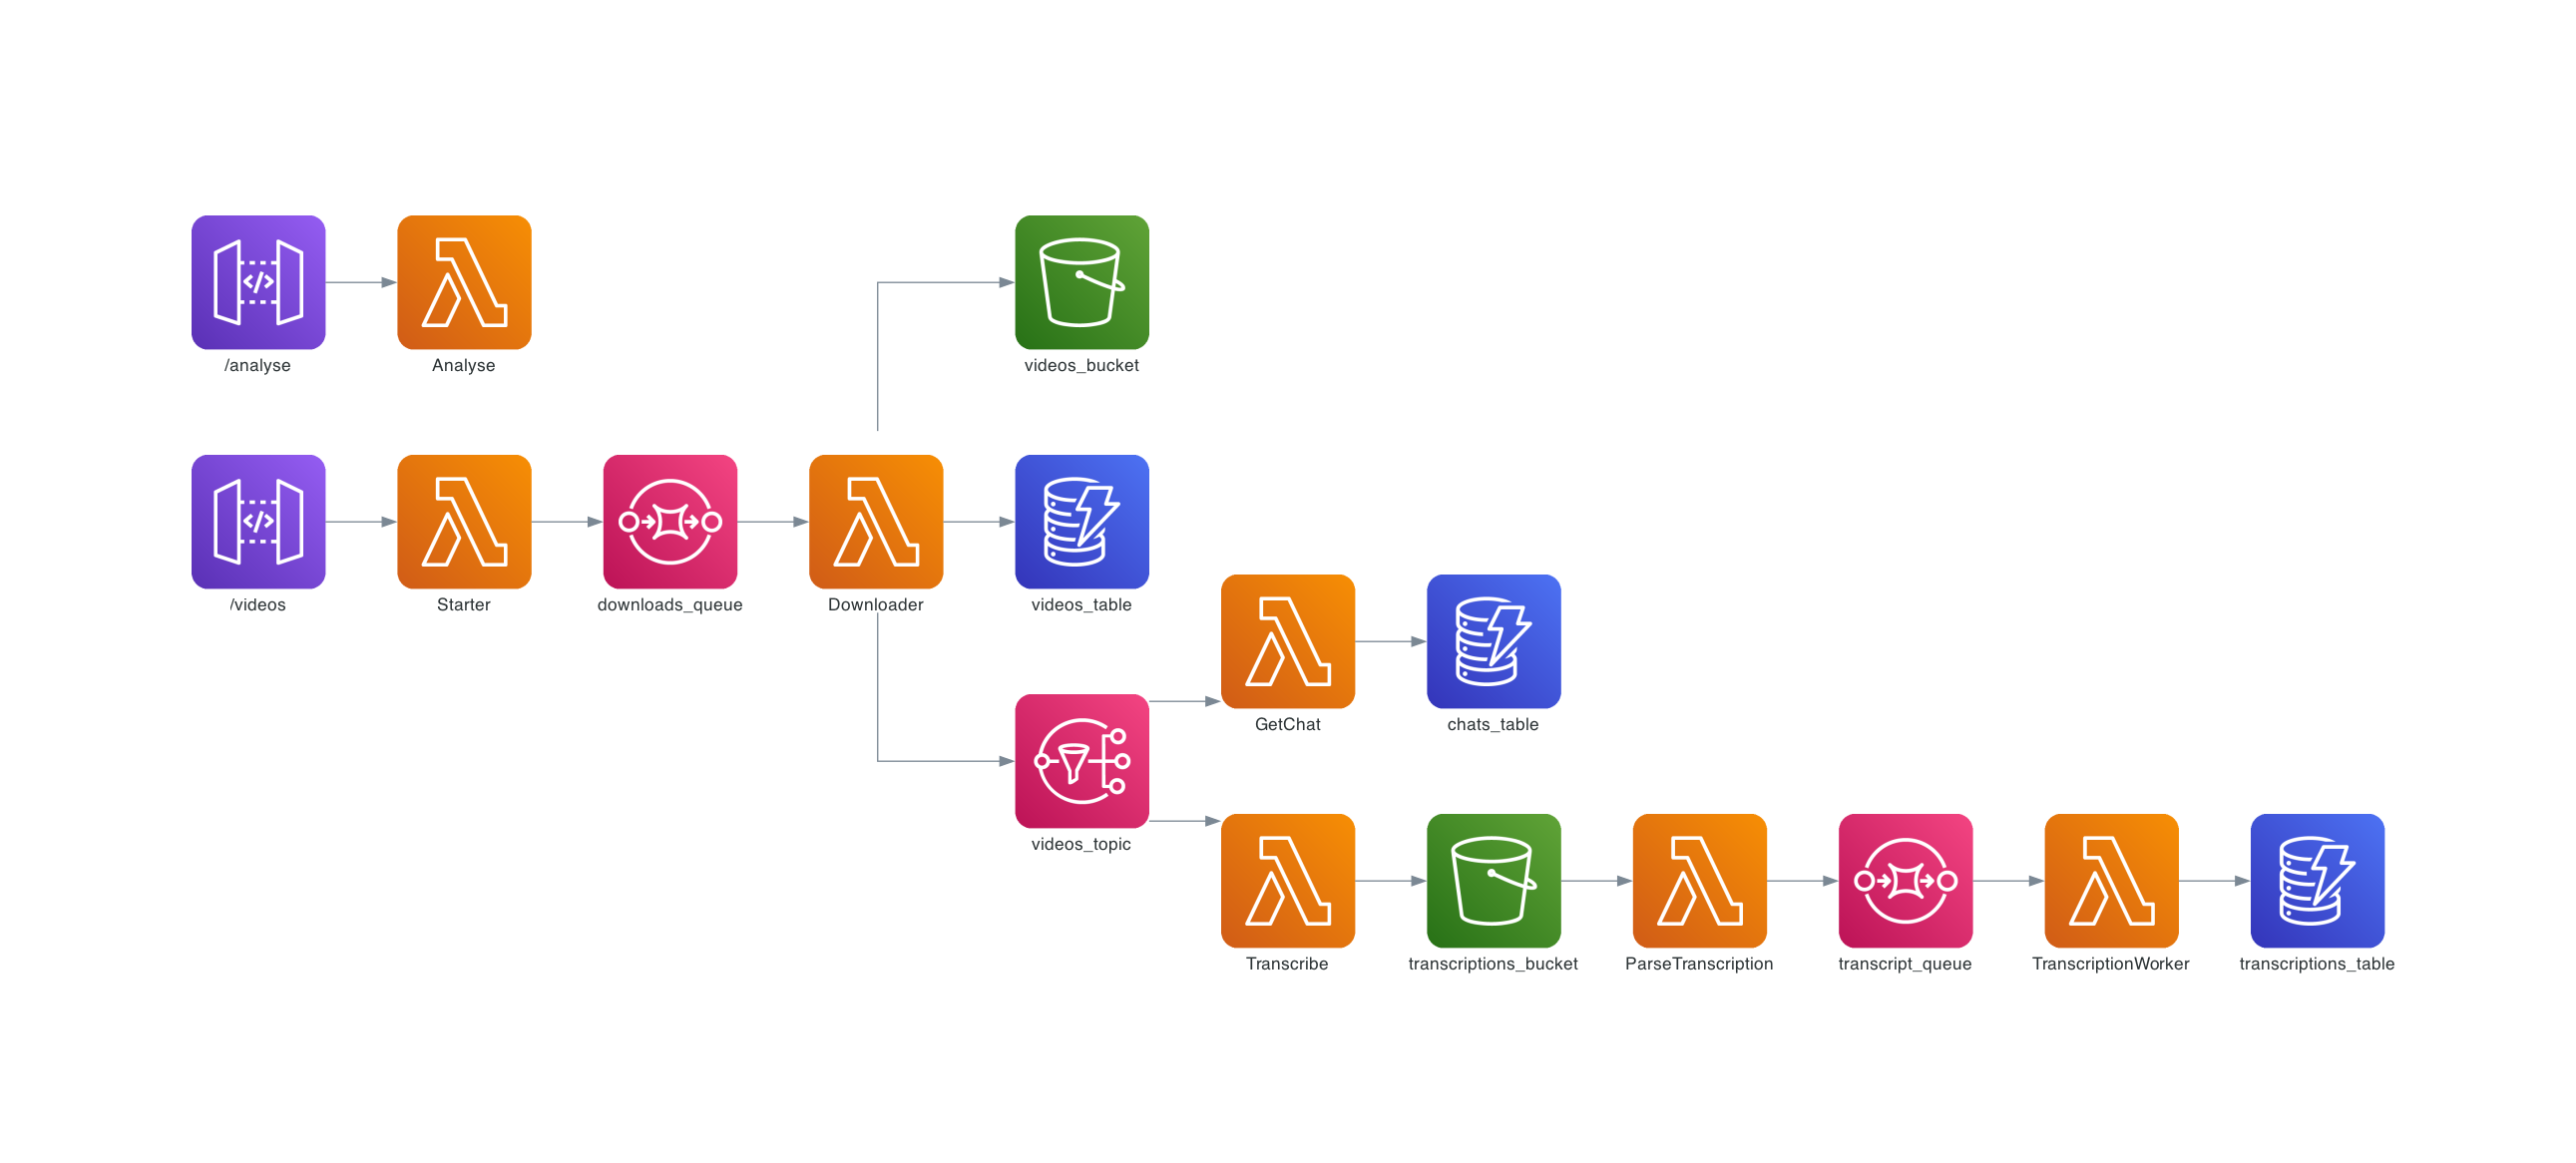 /analyse
Analyse
videos_bucket
/videos
Starter
downloads_queue
Downloader
videos_table
GetChat
chats_table
videos_topic
Transcribe
transcriptions_bucket
ParseTranscription
transcript_queue
TranscriptionWorker
transcriptions_table